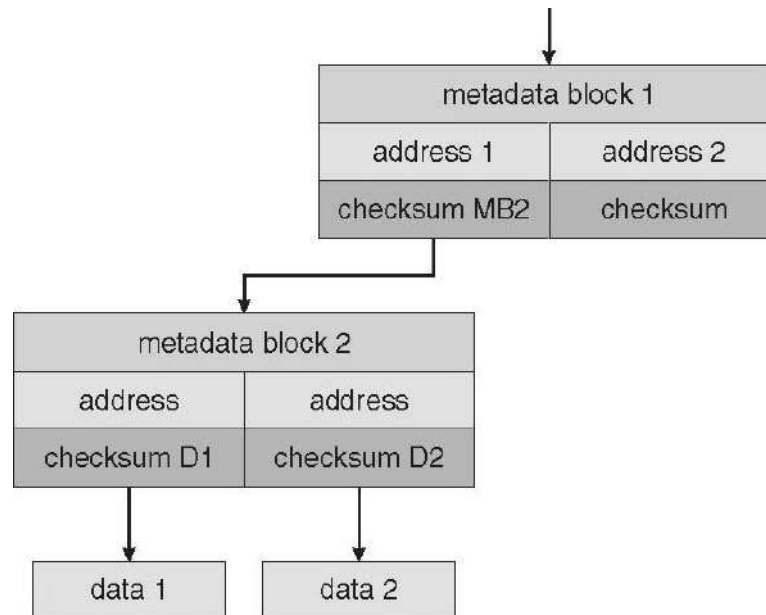 metadata block 1
address 1 address 2
checksum MB2 checksum
metadata block 2
address address
checksum D1 checksum D2
data 1 data 2